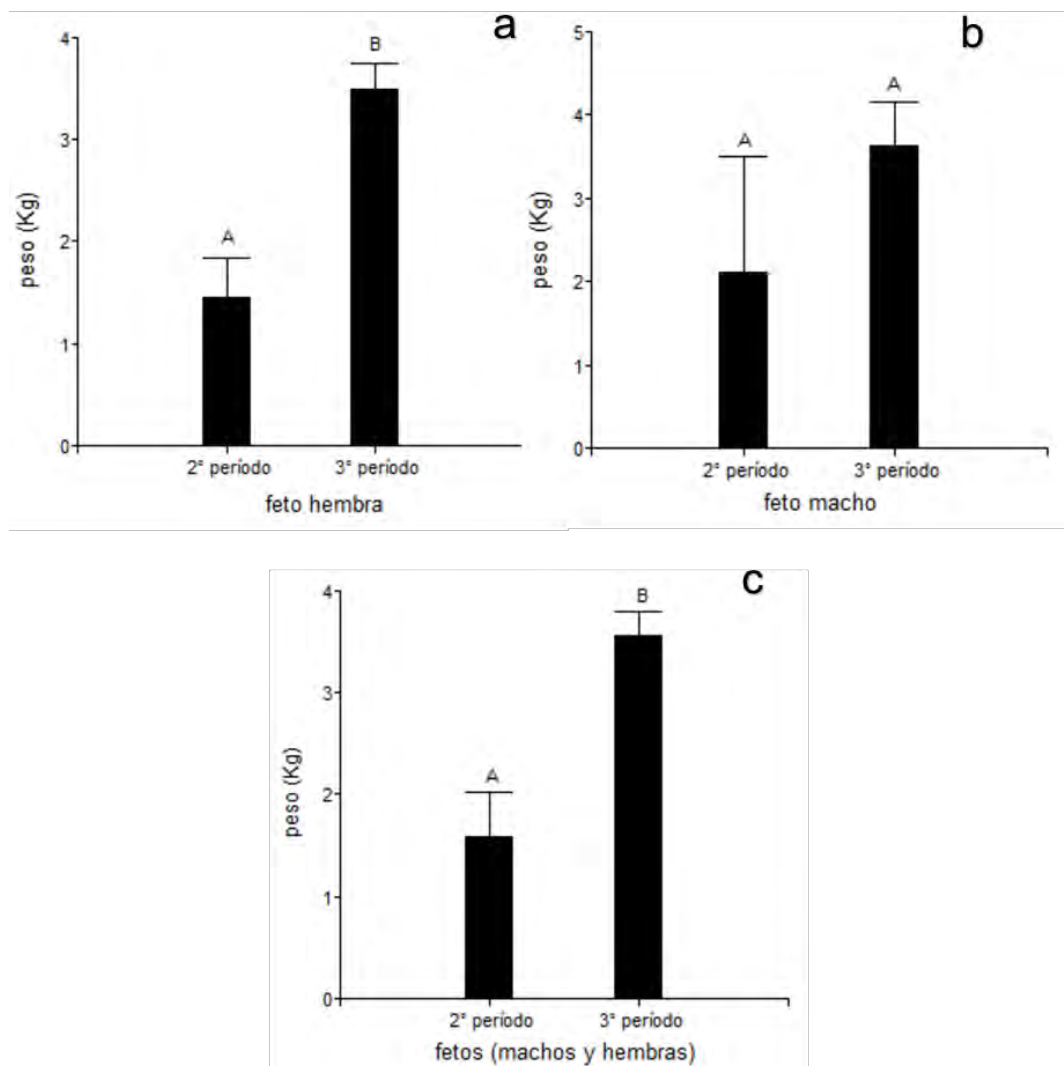 a
4
3
2
1
0
peso (Kg)
A
B
2° período
3° período
feto hembra
b
5
4
3
2
1
0
peso (Kg)
A
A
2° período
3° período
feto macho
c
4
3
2
1
0
peso (Kg)
A
B
2° período
3° período
fetos (machos y hembras)